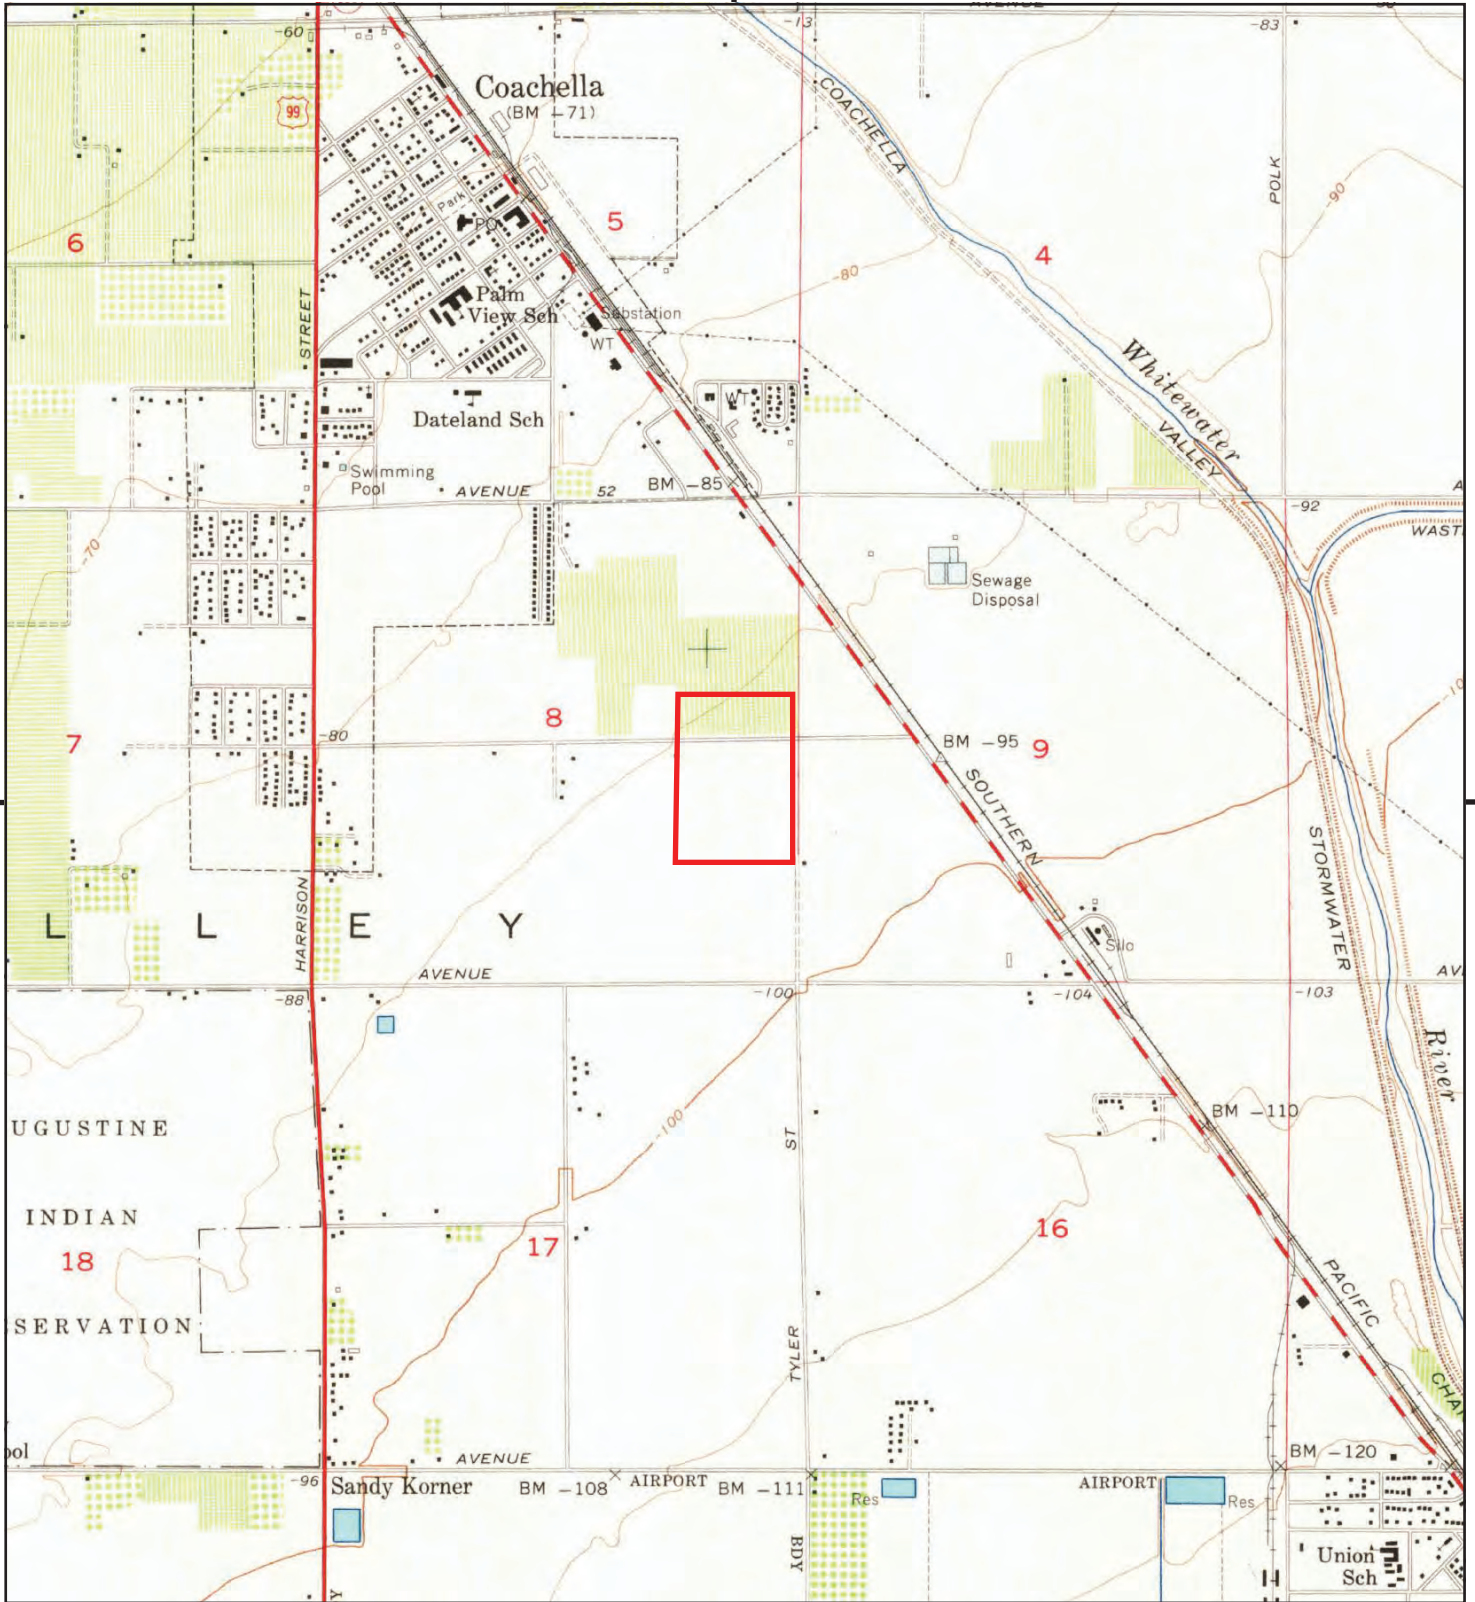 -60
-13
-83
Coachella
(BM -71)
99
COACHELLA
POLK
-90
Park
PO
5
6
4
-80
Palm
View Sch
Substation
WT
STREET
Whitewater
WT
Dateland Sch
VALLEY
Swimming
Pool
AVENUE
52
BM -85
-92
-70
Sewage
Disposal
8
7
-80
BM -95
9
SOUTHERN
STORMWATER
HARRISON
L L E Y
Silo
AVENUE
-88
-100
-104
-103
River
UGUSTINE
-100
ST
BM -110
INDIAN
17
16
18
PACIFIC
SERVATION
TYLER
AVENUE
BM -120
-96
Sandy Korner
BM -108
AIRPORT
BM -111
AIRPORT
Res
Res
BDY
Union
Sch